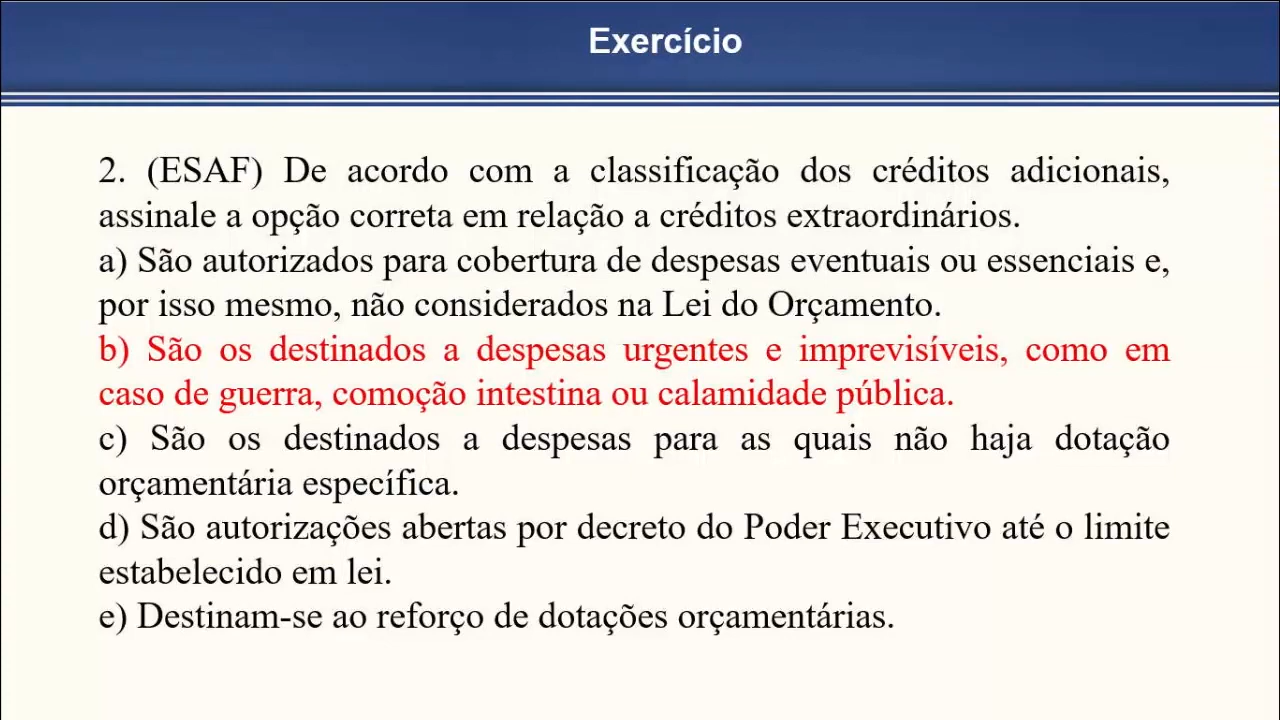 Exercício
2. (ESAF) De acordo com a classificação dos créditos adicionais,
assinale a opção correta em relação a créditos extraordinários.
a) São autorizados para cobertura de despesas eventuais ou essenciais e,
por isso mesmo, não considerados na Lei do Orçamento.
b) São os destinados a despesas urgentes e imprevisíveis, como em
caso de guerra, comoção intestina ou calamidade pública.
c) São os destinados a despesas para as quais não haja dotação
orçamentária específica.
d) São autorizações abertas por decreto do Poder Executivo até o limite
estabelecido em lei.
e) Destinam-se ao reforço de dotações orçamentárias.